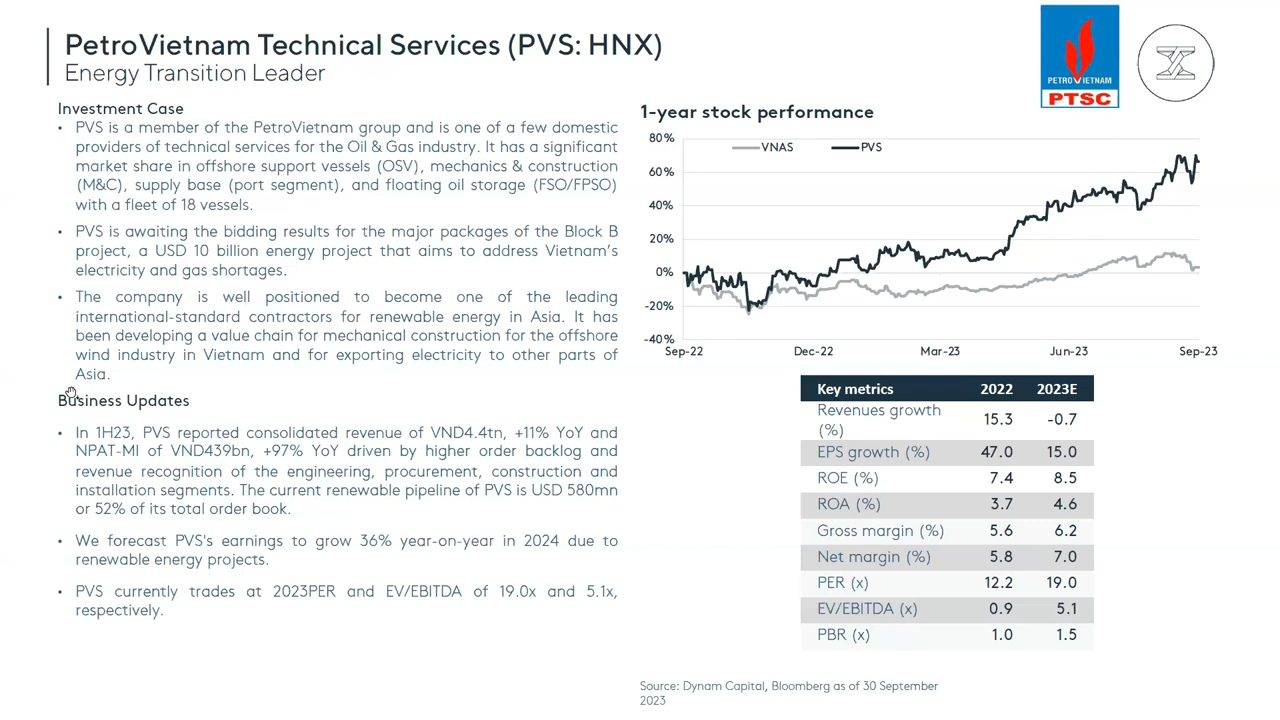 PetroVietnam Technical Services (PVS: HNX)
Energy Transition Leader
PETROVIETNAM
PTSC
Investment Case
• PVS is a member of the PetroVietnam group and is one of a few domestic
providers of technical services for the Oil & Gas industry. It has a significant
market share in offshore support vessels (OSV), mechanics & construction
(M&C), supply base (port segment), and floating oil storage (FSO/FPSO)
with a fleet of 18 vessels.
• PVS is awaiting the bidding results for the major packages of the Block B
project, a USD 10 billion energy project that aims to address Vietnam's
electricity and gas shortages.
• The company is well positioned to become one of the leading
international-standard contractors for renewable energy in Asia. It has
been developing a value chain for mechanical construction for the offshore
wind industry in Vietnam and for exporting electricity to other parts of
Asia.
Business Updates
• In 1H23, PVS reported consolidated revenue of VND4.4tn, +11% YoY and
NPAT-MI of VND439bn, +97% YoY driven by higher order backlog and
revenue recognition of the engineering, procurement, construction and
installation segments. The current renewable pipeline of PVS is USD 580mn
or 52% of its total order book.
• We forecast PVS's earnings to grow 36% year-on-year in 2024 due to
renewable energy projects.
• PVS currently trades at 2023PER and EV/EBITDA of 19.0x and 5.1x,
respectively.
1-year stock performance
VNAS PVS
80%
60%
40%
20%
0%
-20%
-40%
Sep-22 Dec-22 Mar-23 Jun-23 Sep-23
Key metrics 2022 2023E
Revenues growth
(%) 15.3 -0.7
EPS growth (%) 47.0 15.0
ROE (%) 7.4 8.5
ROA (%) 3.7 4.6
Gross margin (%) 5.6 6.2
Net margin (%) 5.8 7.0
PER (x) 12.2 19.0
EV/EBITDA (x) 0.9 5.1
PBR (x) 1.0 1.5
Source: Dynam Capital, Bloomberg as of 30 September
2023